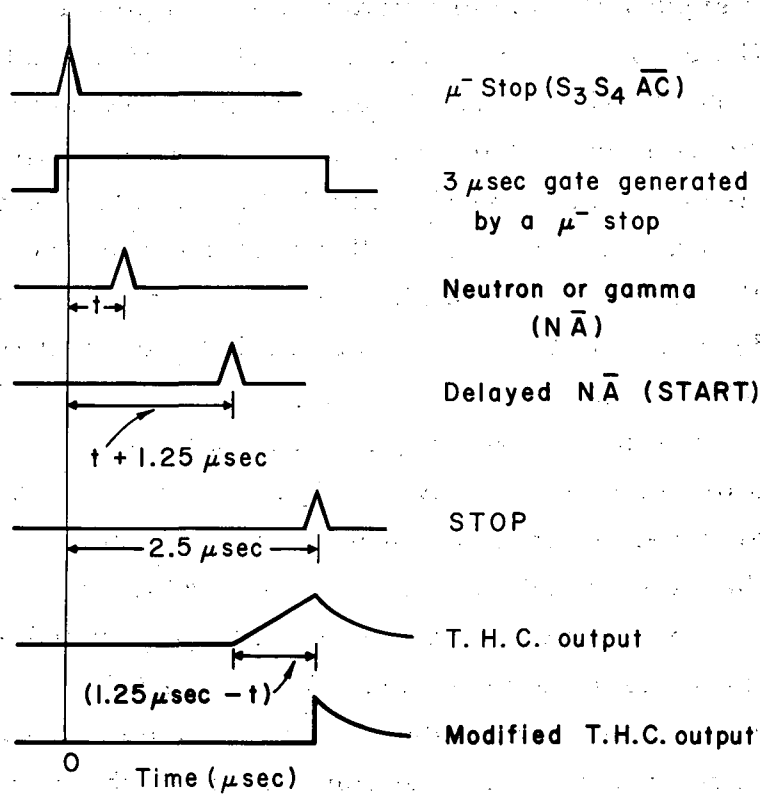 μ⁻ Stop (S₃ S₄ A̅C̅)
3 μsec gate generated
by a μ⁻ stop
Neutron or gamma
(N A̅)
t
Delayed N A̅ (START)
t + 1.25 μsec
STOP
2.5 μsec
T. H. C. output
(1.25 μsec – t)
Modified T.H.C. output
0
Time (μsec)